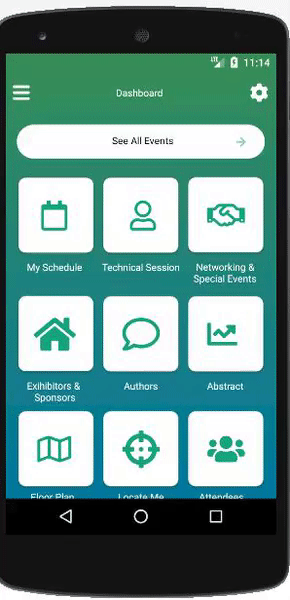 LTE 11:14
Dashboard
See All Events
My Schedule
Technical Session
Networking &
Special Events
Exihibitors &
Sponsors
Authors
Abstract
Floor Plan
Locate Me
Attendees